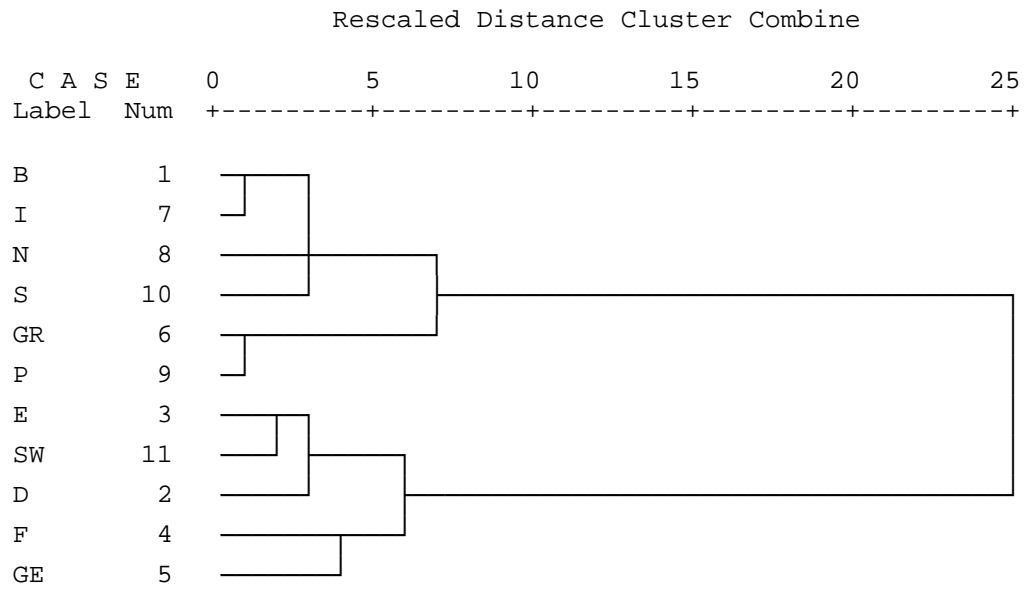 Rescaled Distance Cluster Combine
C A S E 0 5 10 15 20 25
Label Num +---------+---------+---------+---------+---------+
B 1
I 7
N 8
S 10
GR 6
P 9
E 3
SW 11
D 2
F 4
GE 5